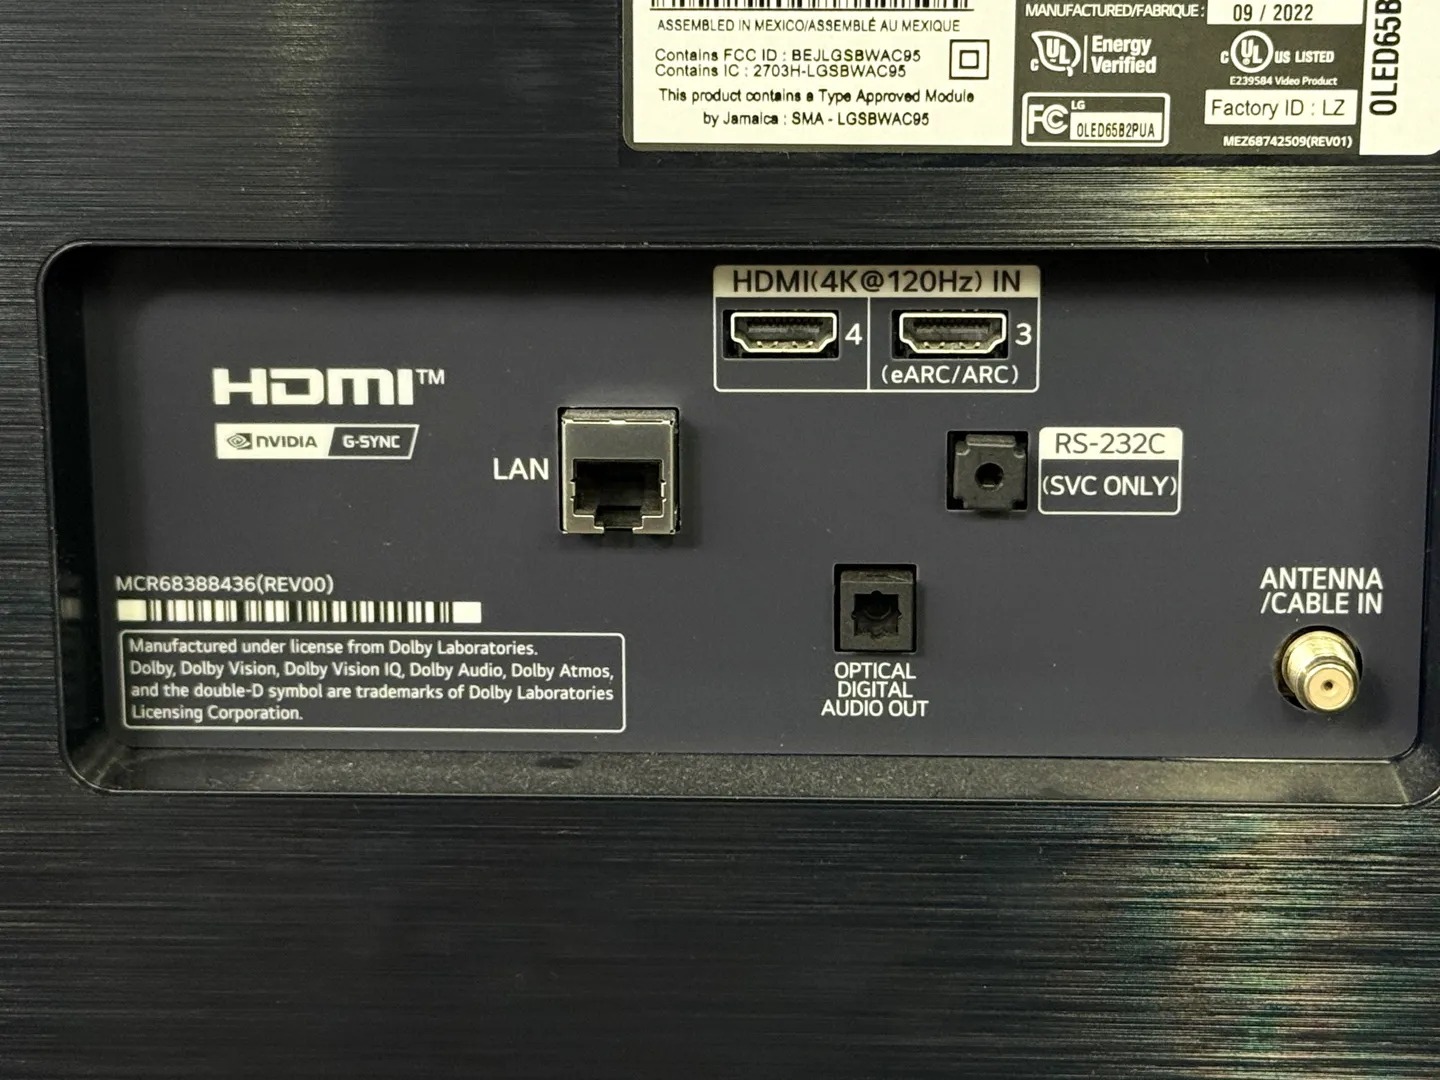 ASSEMBLED IN MEXICO/ASSEMBLÉ AU MEXIQUE
Contains FCC ID : BEJLGSBWAC95
Contains IC : 2703H-LGSBWAC95
This product contains a Type Approved Module
by Jamaica : SMA - LGSBWAC95
MANUFACTURED/FABRIQUE : 09 / 2022
c UL Energy Verified
c UL US LISTED
E239584 Video Product
FC LG
OLED65B2PUA
Factory ID : LZ
MEZ68742509(REV01)
OLED65B
HDMI(4K@120Hz) IN
4
3
(eARC/ARC)
HDMI™
NVIDIA G-SYNC
LAN
RS-232C
(SVC ONLY)
MCR68388436(REV00)
Manufactured under license from Dolby Laboratories.
Dolby, Dolby Vision, Dolby Vision IQ, Dolby Audio, Dolby Atmos,
and the double-D symbol are trademarks of Dolby Laboratories
Licensing Corporation.
OPTICAL
DIGITAL
AUDIO OUT
ANTENNA
/CABLE IN